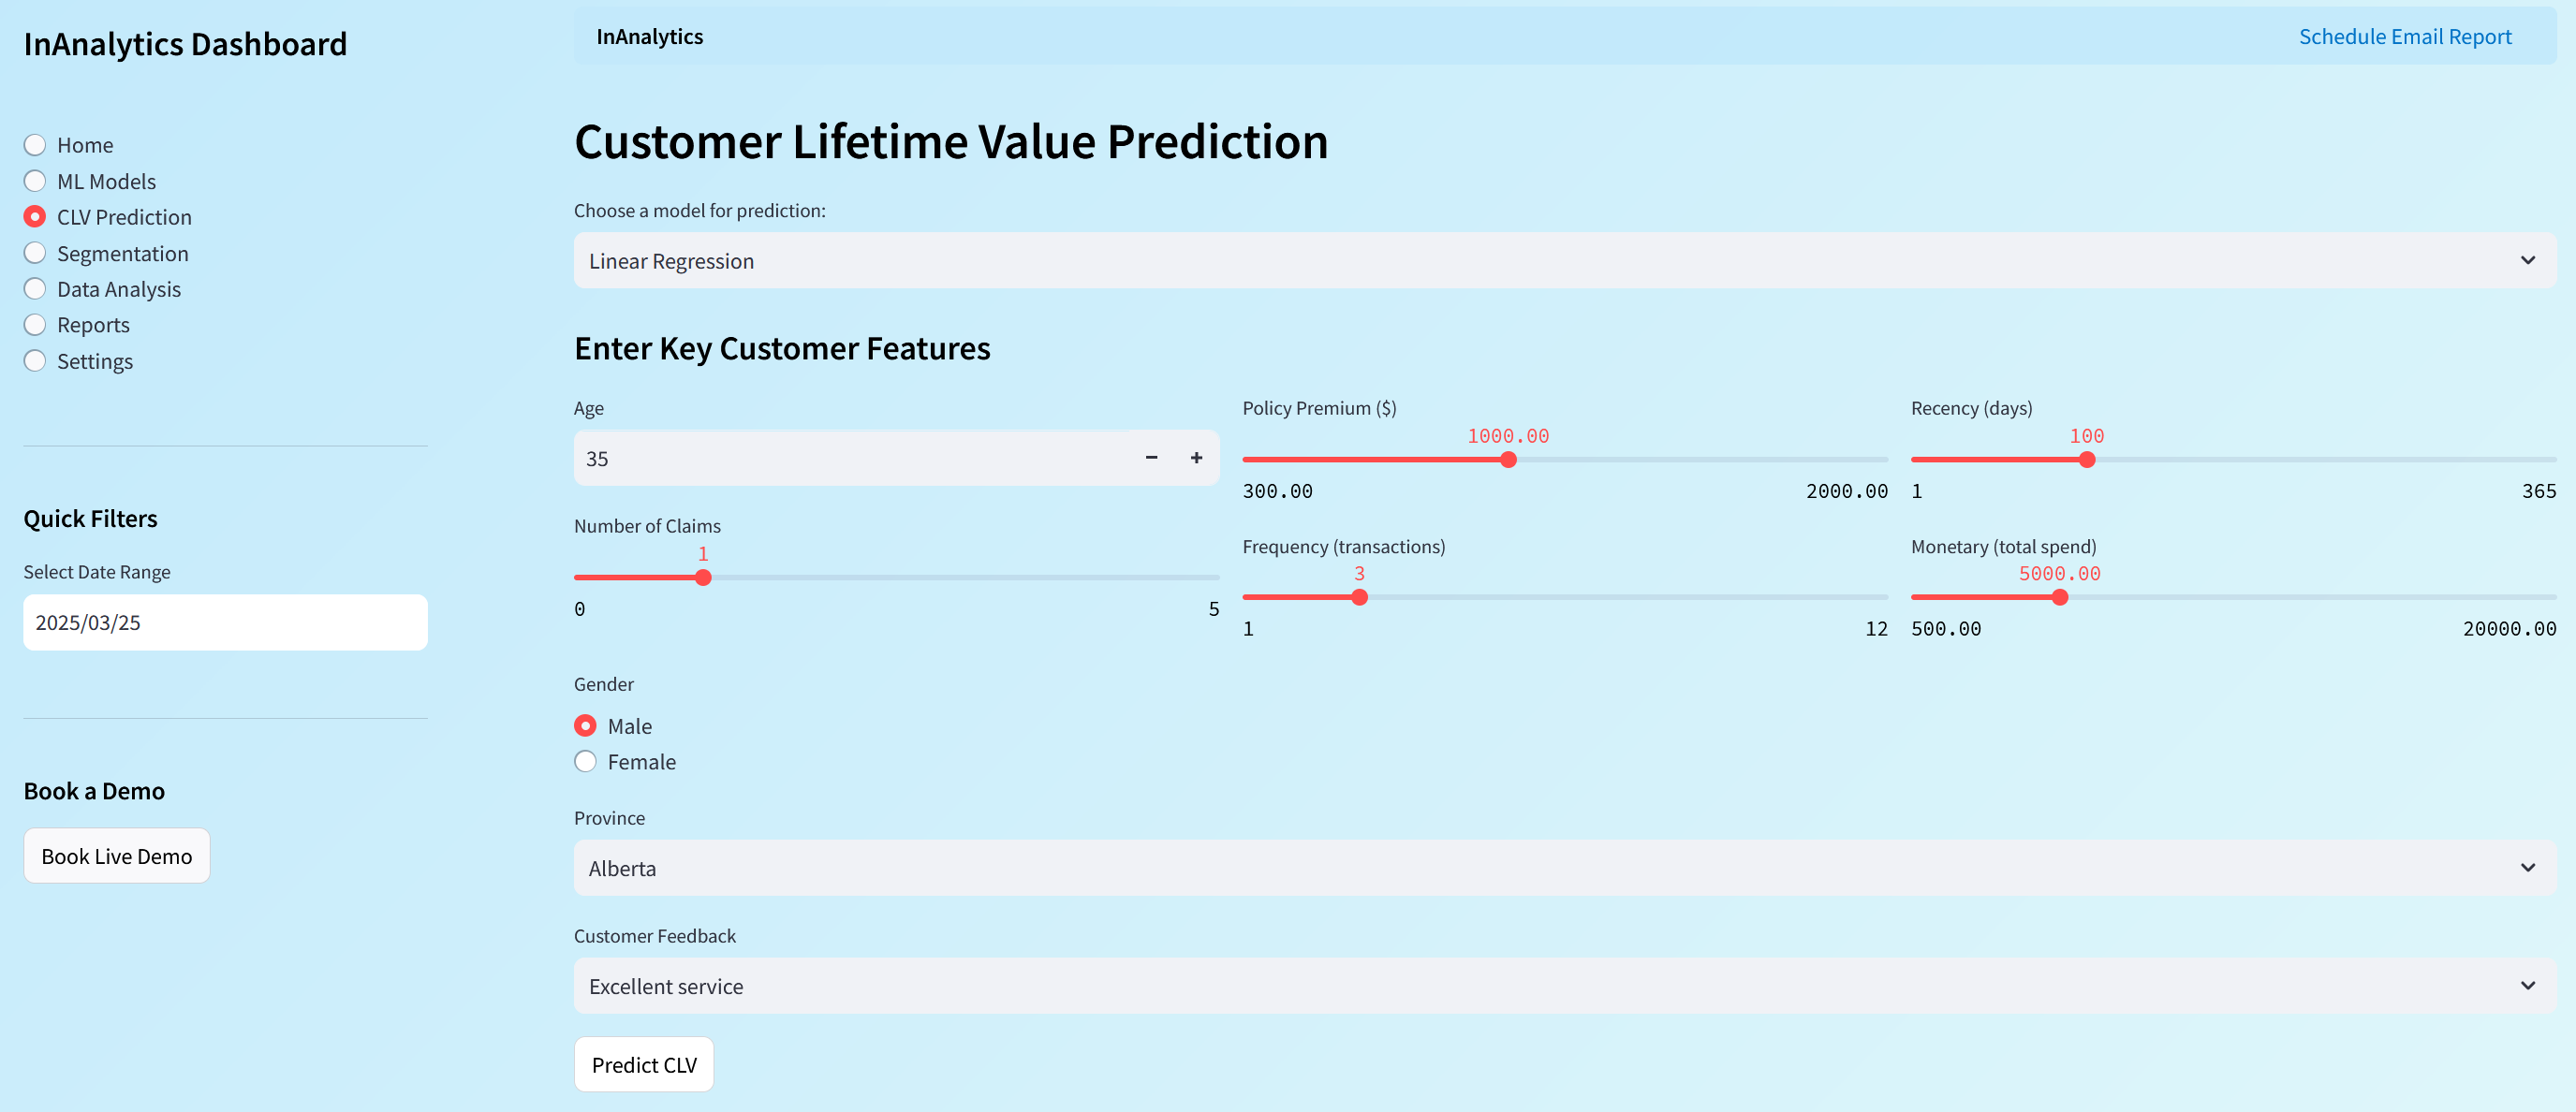 InAnalytics Dashboard
Home
ML Models
CLV Prediction
Segmentation
Data Analysis
Reports
Settings
Quick Filters
Select Date Range
2025/03/25
Book a Demo
Book Live Demo
InAnalytics
Schedule Email Report
Customer Lifetime Value Prediction
Choose a model for prediction:
Linear Regression
Enter Key Customer Features
Age
35
Number of Claims
1
0 5
Policy Premium ($)
1000.00
300.00 2000.00
Frequency (transactions)
3
1 12
Recency (days)
100
1 365
Monetary (total spend)
5000.00
500.00 20000.00
Gender
Male
Female
Province
Alberta
Customer Feedback
Excellent service
Predict CLV